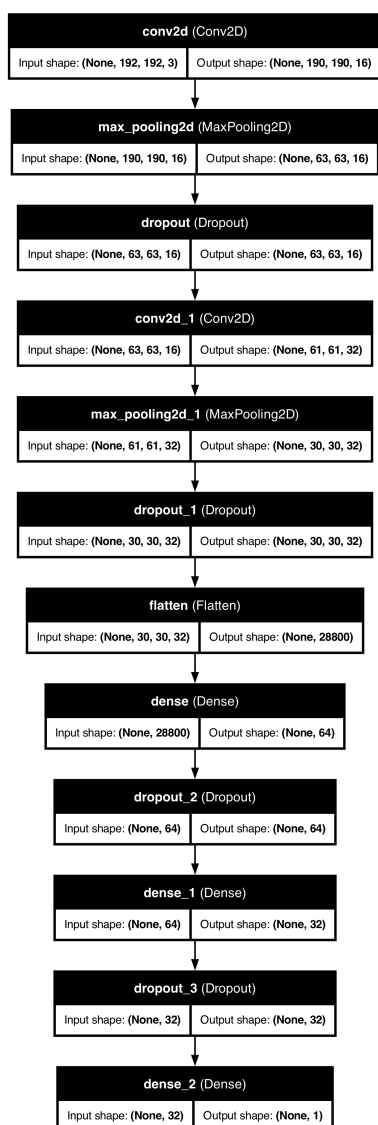 conv2d (Conv2D)
Input shape: (None, 192, 192, 3) Output shape: (None, 190, 190, 16)
max_pooling2d (MaxPooling2D)
Input shape: (None, 190, 190, 16) Output shape: (None, 63, 63, 16)
dropout (Dropout)
Input shape: (None, 63, 63, 16) Output shape: (None, 63, 63, 16)
conv2d_1 (Conv2D)
Input shape: (None, 63, 63, 16) Output shape: (None, 61, 61, 32)
max_pooling2d_1 (MaxPooling2D)
Input shape: (None, 61, 61, 32) Output shape: (None, 30, 30, 32)
dropout_1 (Dropout)
Input shape: (None, 30, 30, 32) Output shape: (None, 30, 30, 32)
flatten (Flatten)
Input shape: (None, 30, 30, 32) Output shape: (None, 28800)
dense (Dense)
Input shape: (None, 28800) Output shape: (None, 64)
dropout_2 (Dropout)
Input shape: (None, 64) Output shape: (None, 64)
dense_1 (Dense)
Input shape: (None, 64) Output shape: (None, 32)
dropout_3 (Dropout)
Input shape: (None, 32) Output shape: (None, 32)
dense_2 (Dense)
Input shape: (None, 32) Output shape: (None, 1)